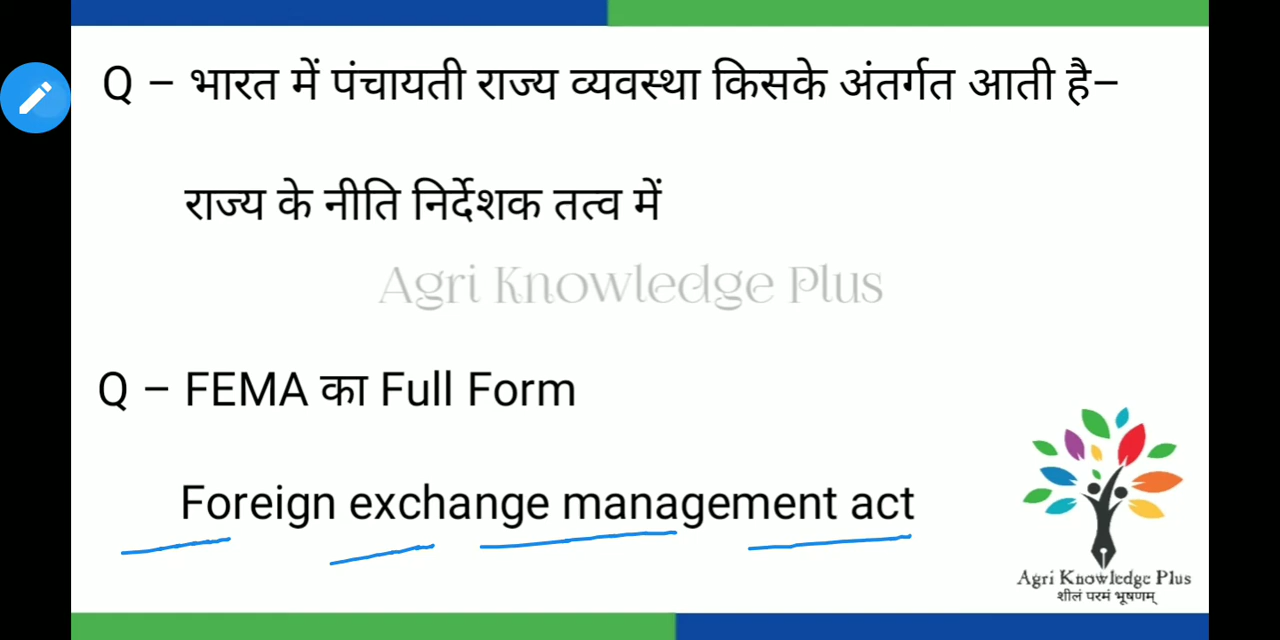 Q – भारत में पंचायती राज्य व्यवस्था किसके अंतर्गत आती है–
राज्य के नीति निर्देशक तत्व में
Agri Knowledge Plus
Q – FEMA का Full Form
Foreign exchange management act
Agri Knowledge Plus
शीलं परमं भूषणम्